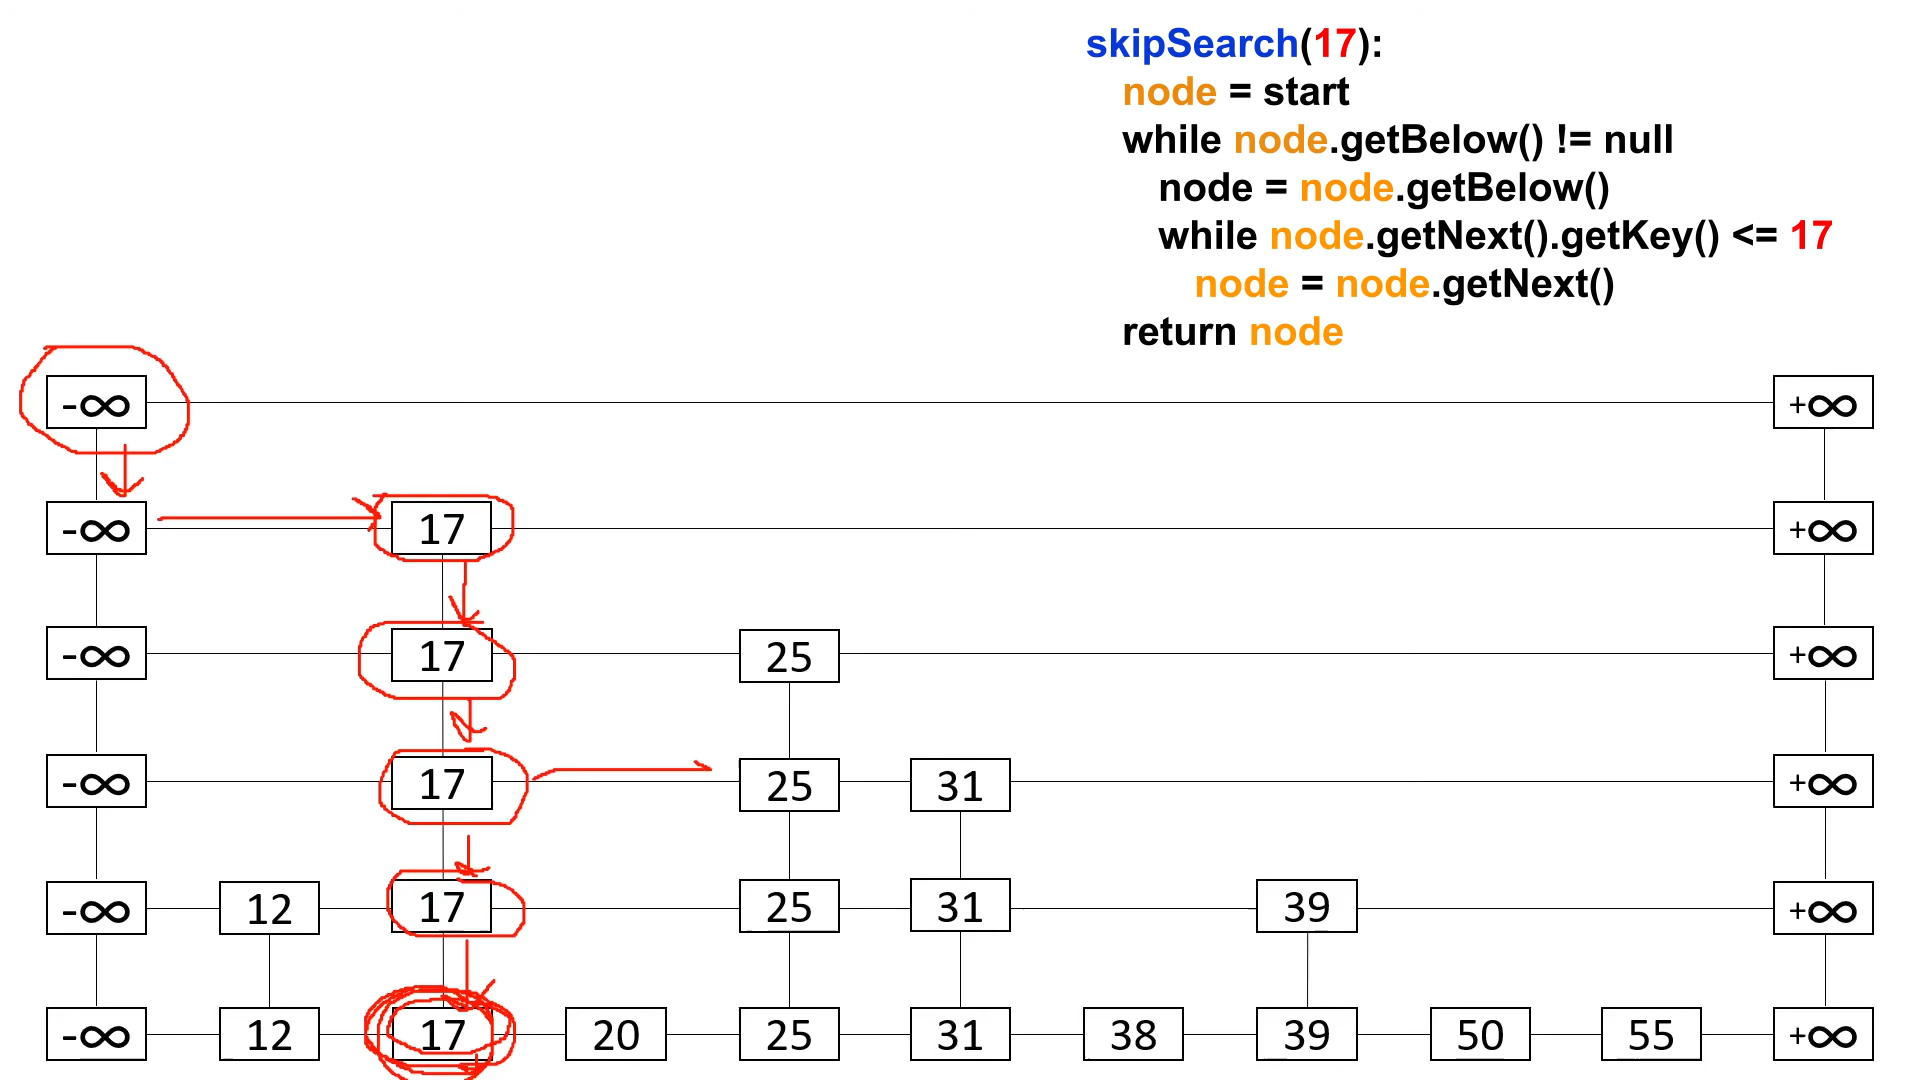 skipSearch(17):
node = start
while node.getBelow() != null
node = node.getBelow()
while node.getNext().getKey() <= 17
node = node.getNext()
return node
-∞ +∞
-∞ 17 +∞
-∞ 17 25 +∞
-∞ 17 25 31 +∞
-∞ 12 17 25 31 39 +∞
-∞ 12 17 20 25 31 38 39 50 55 +∞